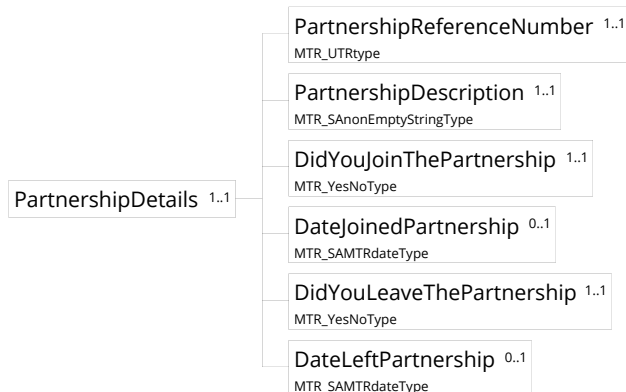 PartnershipReferenceNumber 1..1
MTR_UTRtype
PartnershipDescription 1..1
MTR_SAnonEmptyStringType
DidYouJoinThePartnership 1..1
MTR_YesNoType
PartnershipDetails 1..1
DateJoinedPartnership 0..1
MTR_SAMTRdateType
DidYouLeaveThePartnership 1..1
MTR_YesNoType
DateLeftPartnership 0..1
MTR_SAMTRdateType